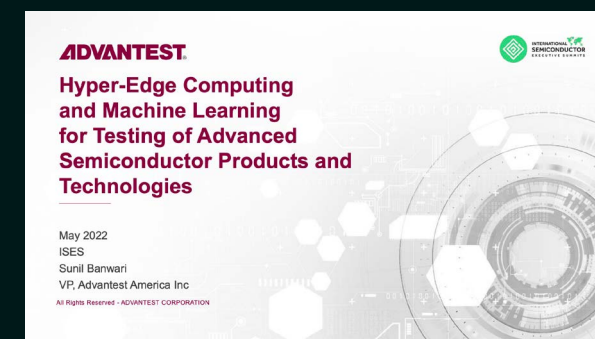 ADVANTEST
INTERNATIONAL
SEMICONDUCTOR
EXECUTIVE SUMMITS
Hyper-Edge Computing
and Machine Learning
for Testing of Advanced
Semiconductor Products and
Technologies
May 2022
ISES
Sunil Banwari
VP, Advantest America Inc
All Rights Reserved - ADVANTEST CORPORATION